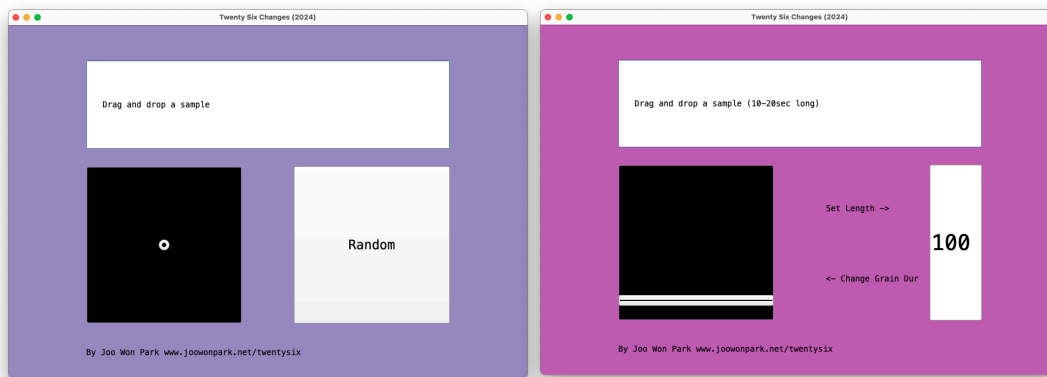 Twenty Six Changes (2024)
Drag and drop a sample
Random
By Joo Won Park www.joowonpark.net/twentysix
Twenty Six Changes (2024)
Drag and drop a sample (10-20sec long)
Set Length ->
100
<- Change Grain Dur
By Joo Won Park www.joowonpark.net/twentysix